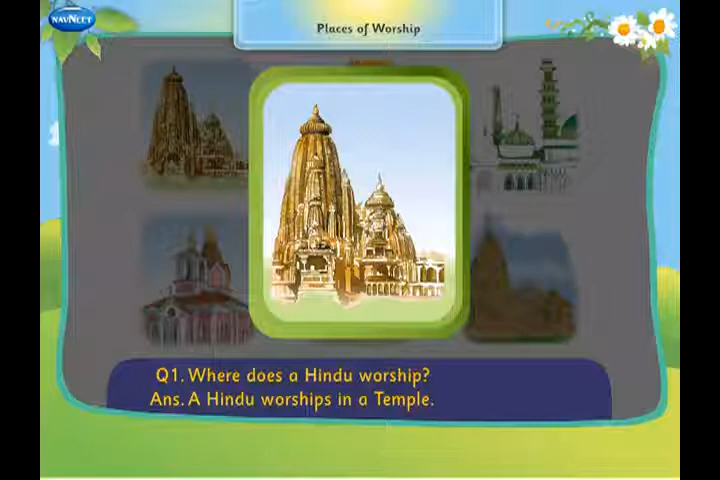 NAVNEET
Places of Worship
Q1. Where does a Hindu worship?
Ans. A Hindu worships in a Temple.